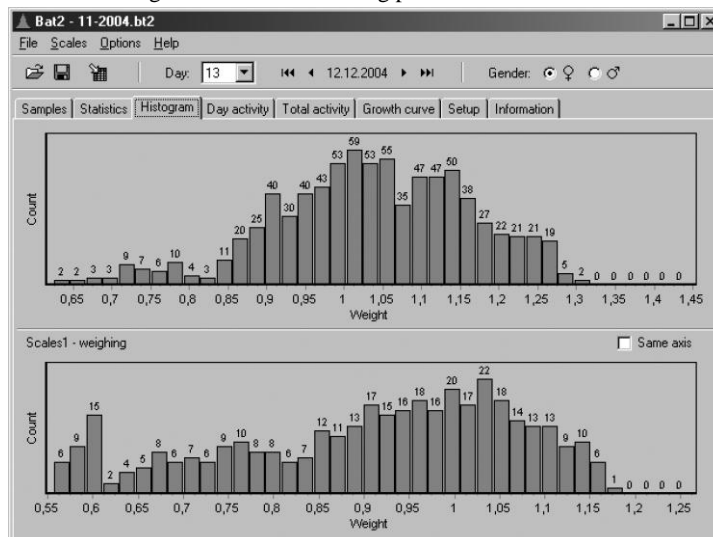 Bat2 - 11-2004.bt2
File Scales Options Help
Day: 13 12.12.2004 Gender: ♀ ♂
Samples Statistics Histogram Day activity Total activity Growth curve Setup Information
Count
2 2 3 3 9 7 6 10 4 3 11 20 25 40 30 40 43 53 59 53 55 35 47 47 50 38 27 22 21 21 19 5 2 0 0 0 0 0 0
0,65 0,7 0,75 0,8 0,85 0,9 0,95 1 1,05 1,1 1,15 1,2 1,25 1,3 1,35 1,4 1,45
Weight
Scales1 - weighing Same axis
Count
6 9 15 2 4 5 8 6 7 6 9 10 8 8 6 7 12 11 13 17 15 16 18 16 20 17 22 18 14 13 13 9 10 6 1 0 0 0 0
0,55 0,6 0,65 0,7 0,75 0,8 0,85 0,9 0,95 1 1,05 1,1 1,15 1,2 1,25
Weight